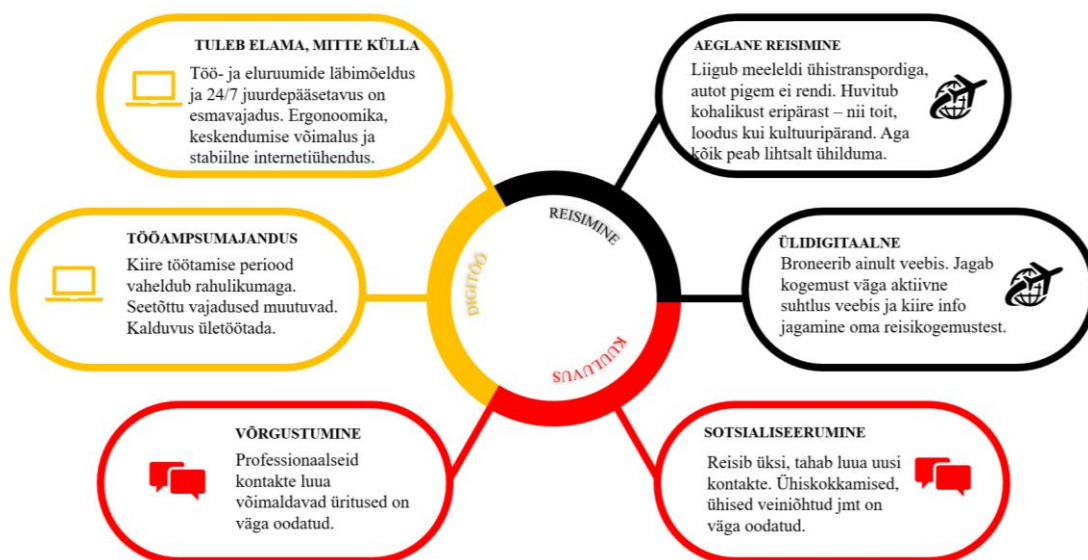 TULEB ELAMA, MITTE KÜLLA
Töö- ja eluruumide läbimõeldus
ja 24/7 juurdepääsetavus on
esmavajadus. Ergonoomika,
keskendumise võimalus ja
stabiilne internetiühendus.
AEGLANE REISIMINE
Liigub meeleldi ühistranspordiga,
autot pigem ei rendi. Huvitub
kohalikust eripärast – nii toit,
loodus kui kultuuripärand. Aga
kõik peab lihtsalt ühilduma.
TÖÖAMPSUMAJANDUS
Kiire töötamise periood
vaheldub rahulikumaga.
Seetõttu vajadused muutuvad.
Kalduvus ületöötada.
DIGITÖÖ
REISIMINE
KUULUVUS
ÜLIDIGITAALNE
Broneerib ainult veebis. Jagab
kogemust väga aktiivne
suhtlus veebis ja kiire info
jagamine oma reisikogemustest.
VÕRGUSTUMINE
Professionaalseid
kontakte luua
võimaldavad üritused on
väga oodatud.
SOTSIALISEERUMINE
Reisib üksi, tahab luua uusi
kontakte. Ühiskokkamised,
ühised veiniõhtud jmt on
väga oodatud.